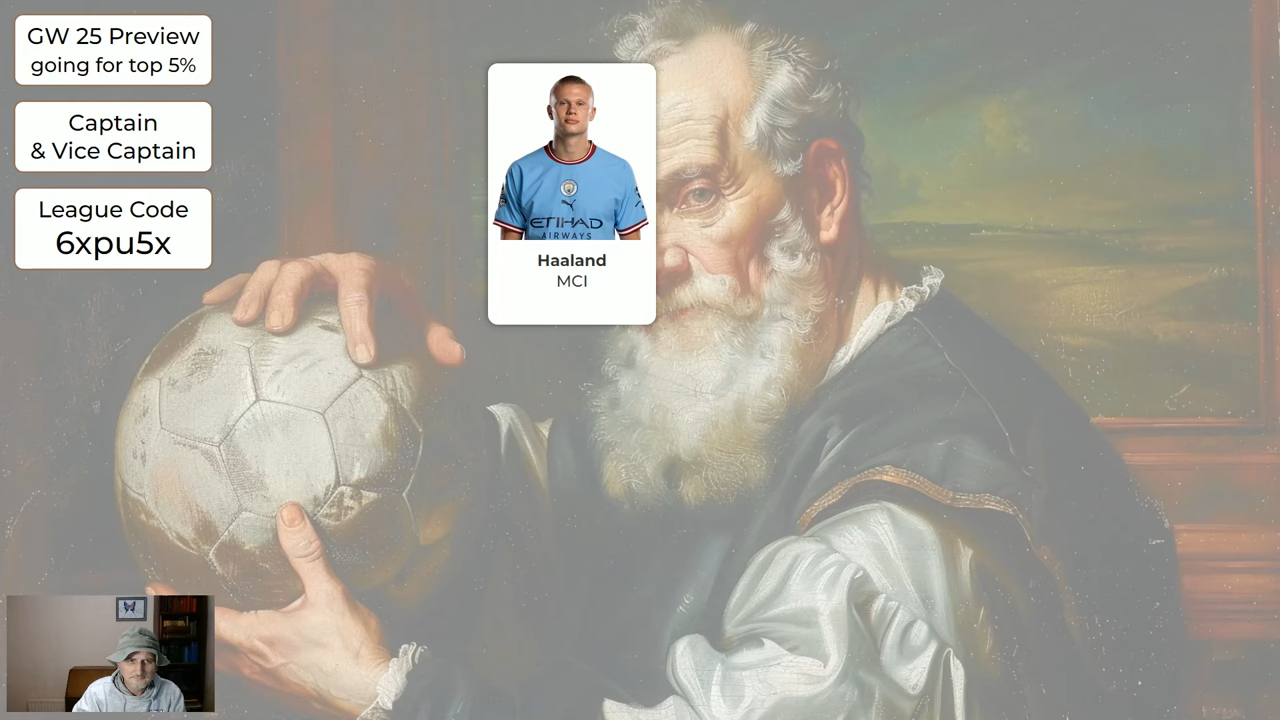 GW 25 Preview
going for top 5%
Captain
& Vice Captain
League Code
6xpu5x
ETIHAD
AIRWAYS
Haaland
MCI